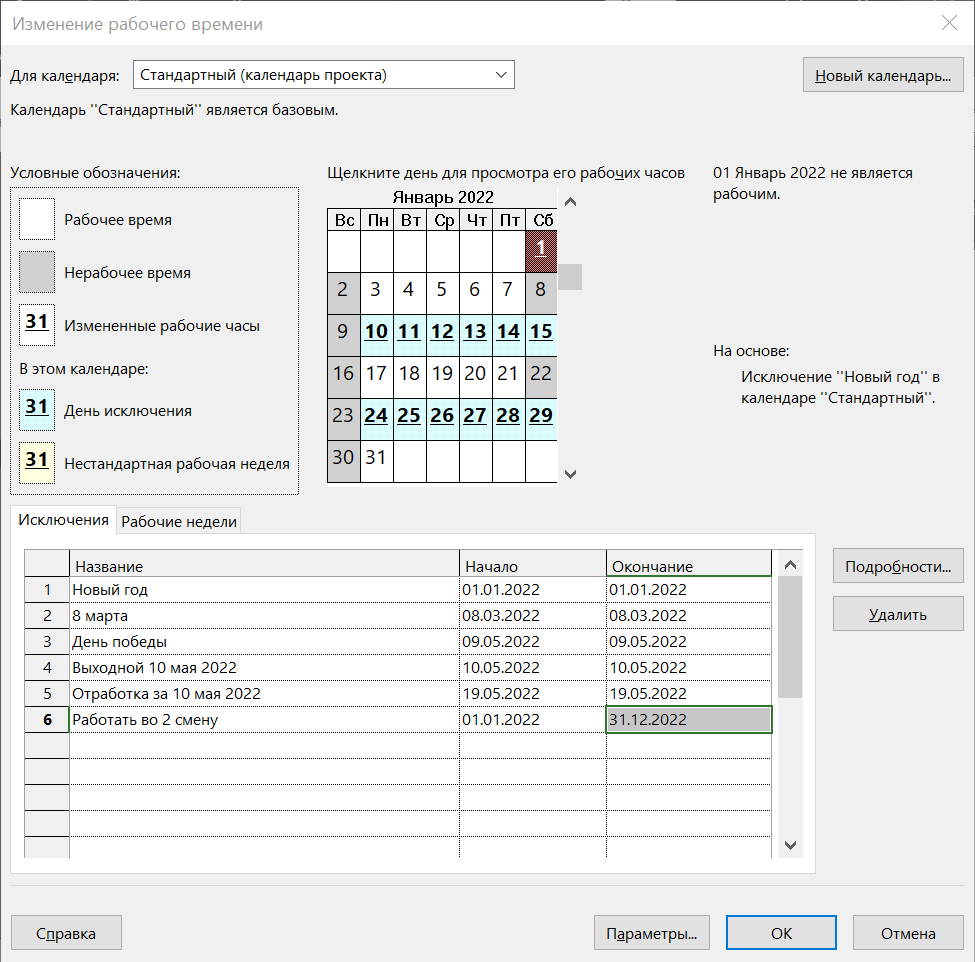 Изменение рабочего времени
Для календаря: Стандартный (календарь проекта) Новый календарь...
Календарь "Стандартный" является базовым.
Условные обозначения:
Рабочее время
Нерабочее время
31 Измененные рабочие часы
В этом календаре:
31 День исключения
31 Нестандартная рабочая неделя
Щелкните день для просмотра его рабочих часов
Январь 2022
Вс Пн Вт Ср Чт Пт Сб
1
2 3 4 5 6 7 8
9 10 11 12 13 14 15
16 17 18 19 20 21 22
23 24 25 26 27 28 29
30 31
01 Январь 2022 не является
рабочим.
На основе:
Исключение "Новый год" в
календаре "Стандартный".
Исключения Рабочие недели
Название Начало Окончание
1 Новый год 01.01.2022 01.01.2022
2 8 марта 08.03.2022 08.03.2022
3 День победы 09.05.2022 09.05.2022
4 Выходной 10 мая 2022 10.05.2022 10.05.2022
5 Отработка за 10 мая 2022 19.05.2022 19.05.2022
6 Работать во 2 смену 01.01.2022 31.12.2022
Подробности...
Удалить
Справка Параметры... ОК Отмена